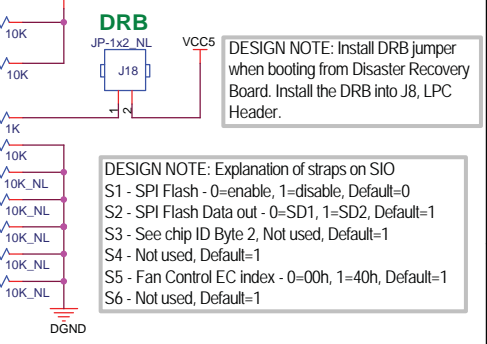 10K
DRB
JP-1x2_NL
VCC5
J18
10K
1
2
DESIGN NOTE: Install DRB jumper
when booting from Disaster Recovery
Board. Install the DRB into J8, LPC
Header.
1K
10K
10K_NL
10K_NL
10K_NL
10K_NL
10K_NL
DESIGN NOTE: Explanation of straps on SIO
S1 - SPI Flash - 0=enable, 1=disable, Default=0
S2 - SPI Flash Data out - 0=SD1, 1=SD2, Default=1
S3 - See chip ID Byte 2, Not used, Default=1
S4 - Not used, Default=1
S5 - Fan Control EC index - 0=00h, 1=40h, Default=1
S6 - Not used, Default=1
DGND